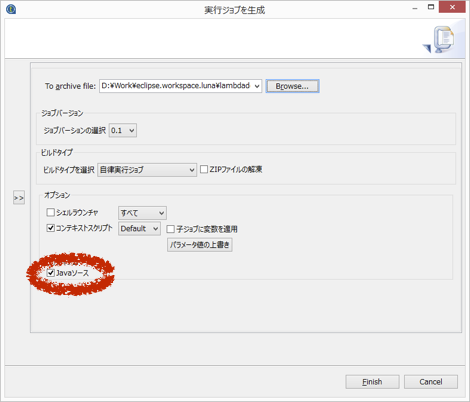 実行ジョブを生成
To archive file:
D:¥Work¥eclipse.workspace.luna¥lambdad
Browse...
ジョブバージョン
ジョブバーションの選択
0.1
ビルドタイプ
ビルドタイプを選択
自律実行ジョブ
ZIPファイルの解凍
>>
オプション
シェルラウンチャ
すべて
コンテキストスクリプト
Default
子ジョブに変数を適用
パラメータ値の上書き
Javaソース
Finish
Cancel